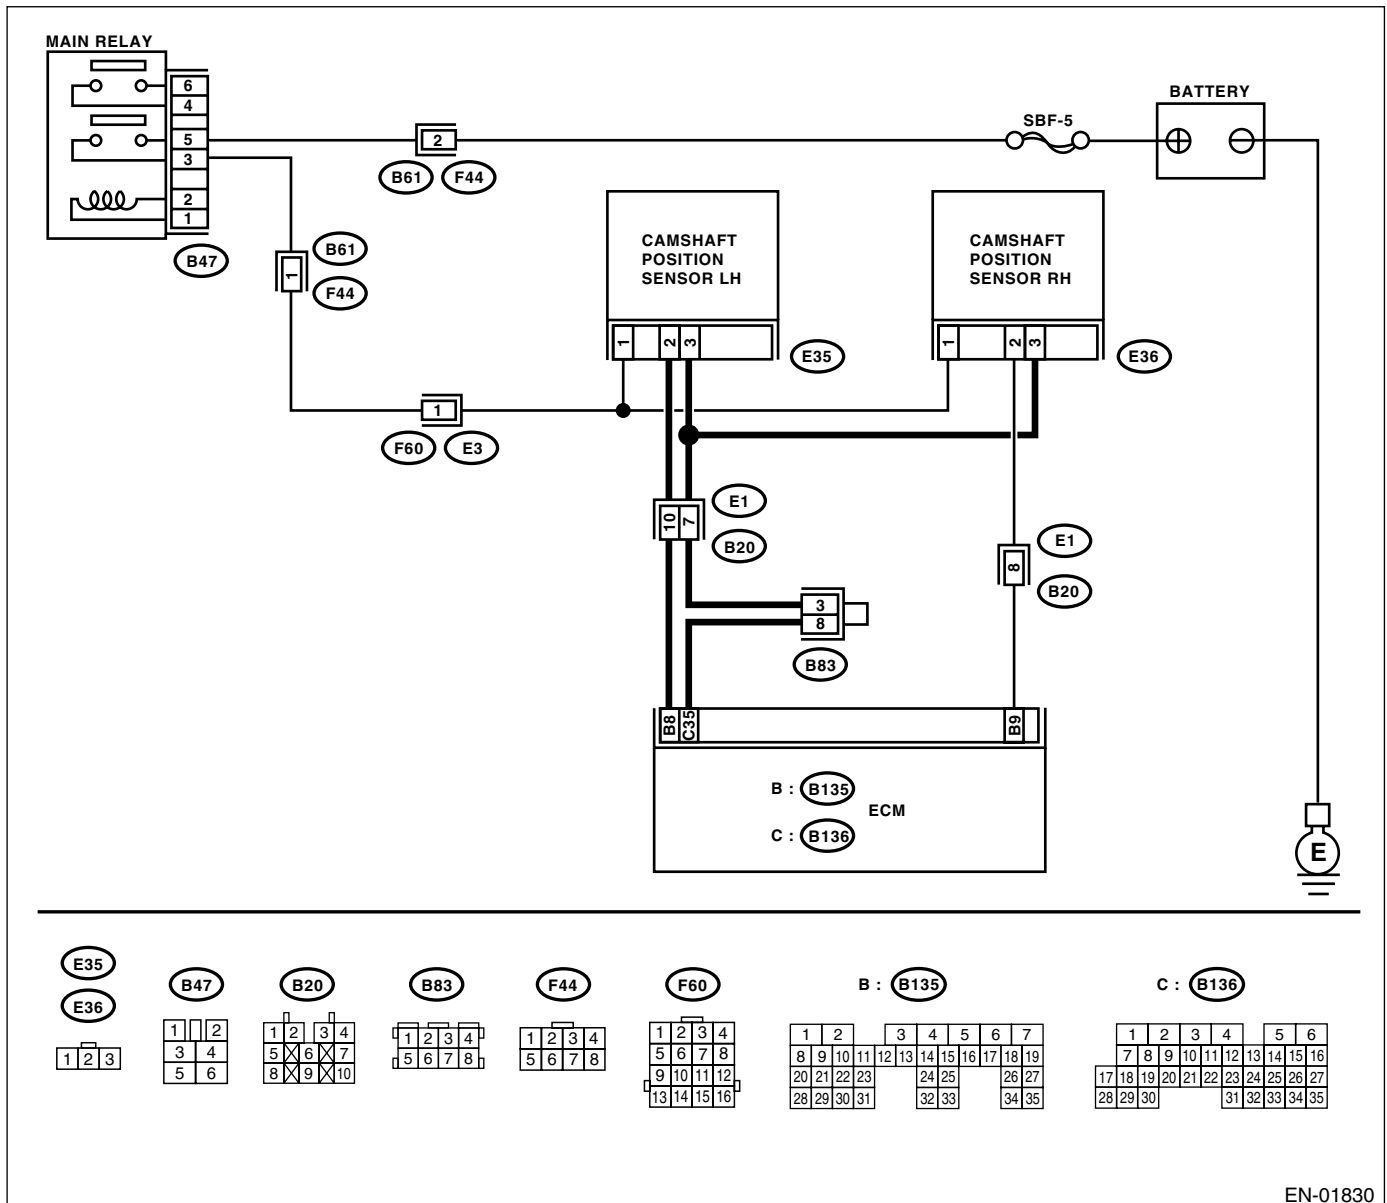 MAIN RELAY
6
4
5
3
2
1
B47
2
B61 F44
SBF-5
BATTERY
1
B61
F44
CAMSHAFT
POSITION
SENSOR LH
1 2 3
E35
CAMSHAFT
POSITION
SENSOR RH
1 2 3
E36
1
F60 E3
10 7
E1
B20
8
E1
B20
3
8
B83
B8 C35 B9
B : B135
ECM
C : B136
E
E35
E36
1 2 3
B47
1 2
3 4
5 6
B20
1 2 3 4
5 6 7
8 9 10
B83
1 2 3 4
5 6 7 8
F44
1 2 3 4
5 6 7 8
F60
1 2 3 4
5 6 7 8
9 10 11 12
13 14 15 16
B : B135
1 2 3 4 5 6 7
8 9 10 11 12 13 14 15 16 17 18 19
20 21 22 23 24 25 26 27
28 29 30 31 32 33 34 35
C : B136
1 2 3 4 5 6
7 8 9 10 11 12 13 14 15 16
17 18 19 20 21 22 23 24 25 26 27
28 29 30 31 32 33 34 35
EN-01830